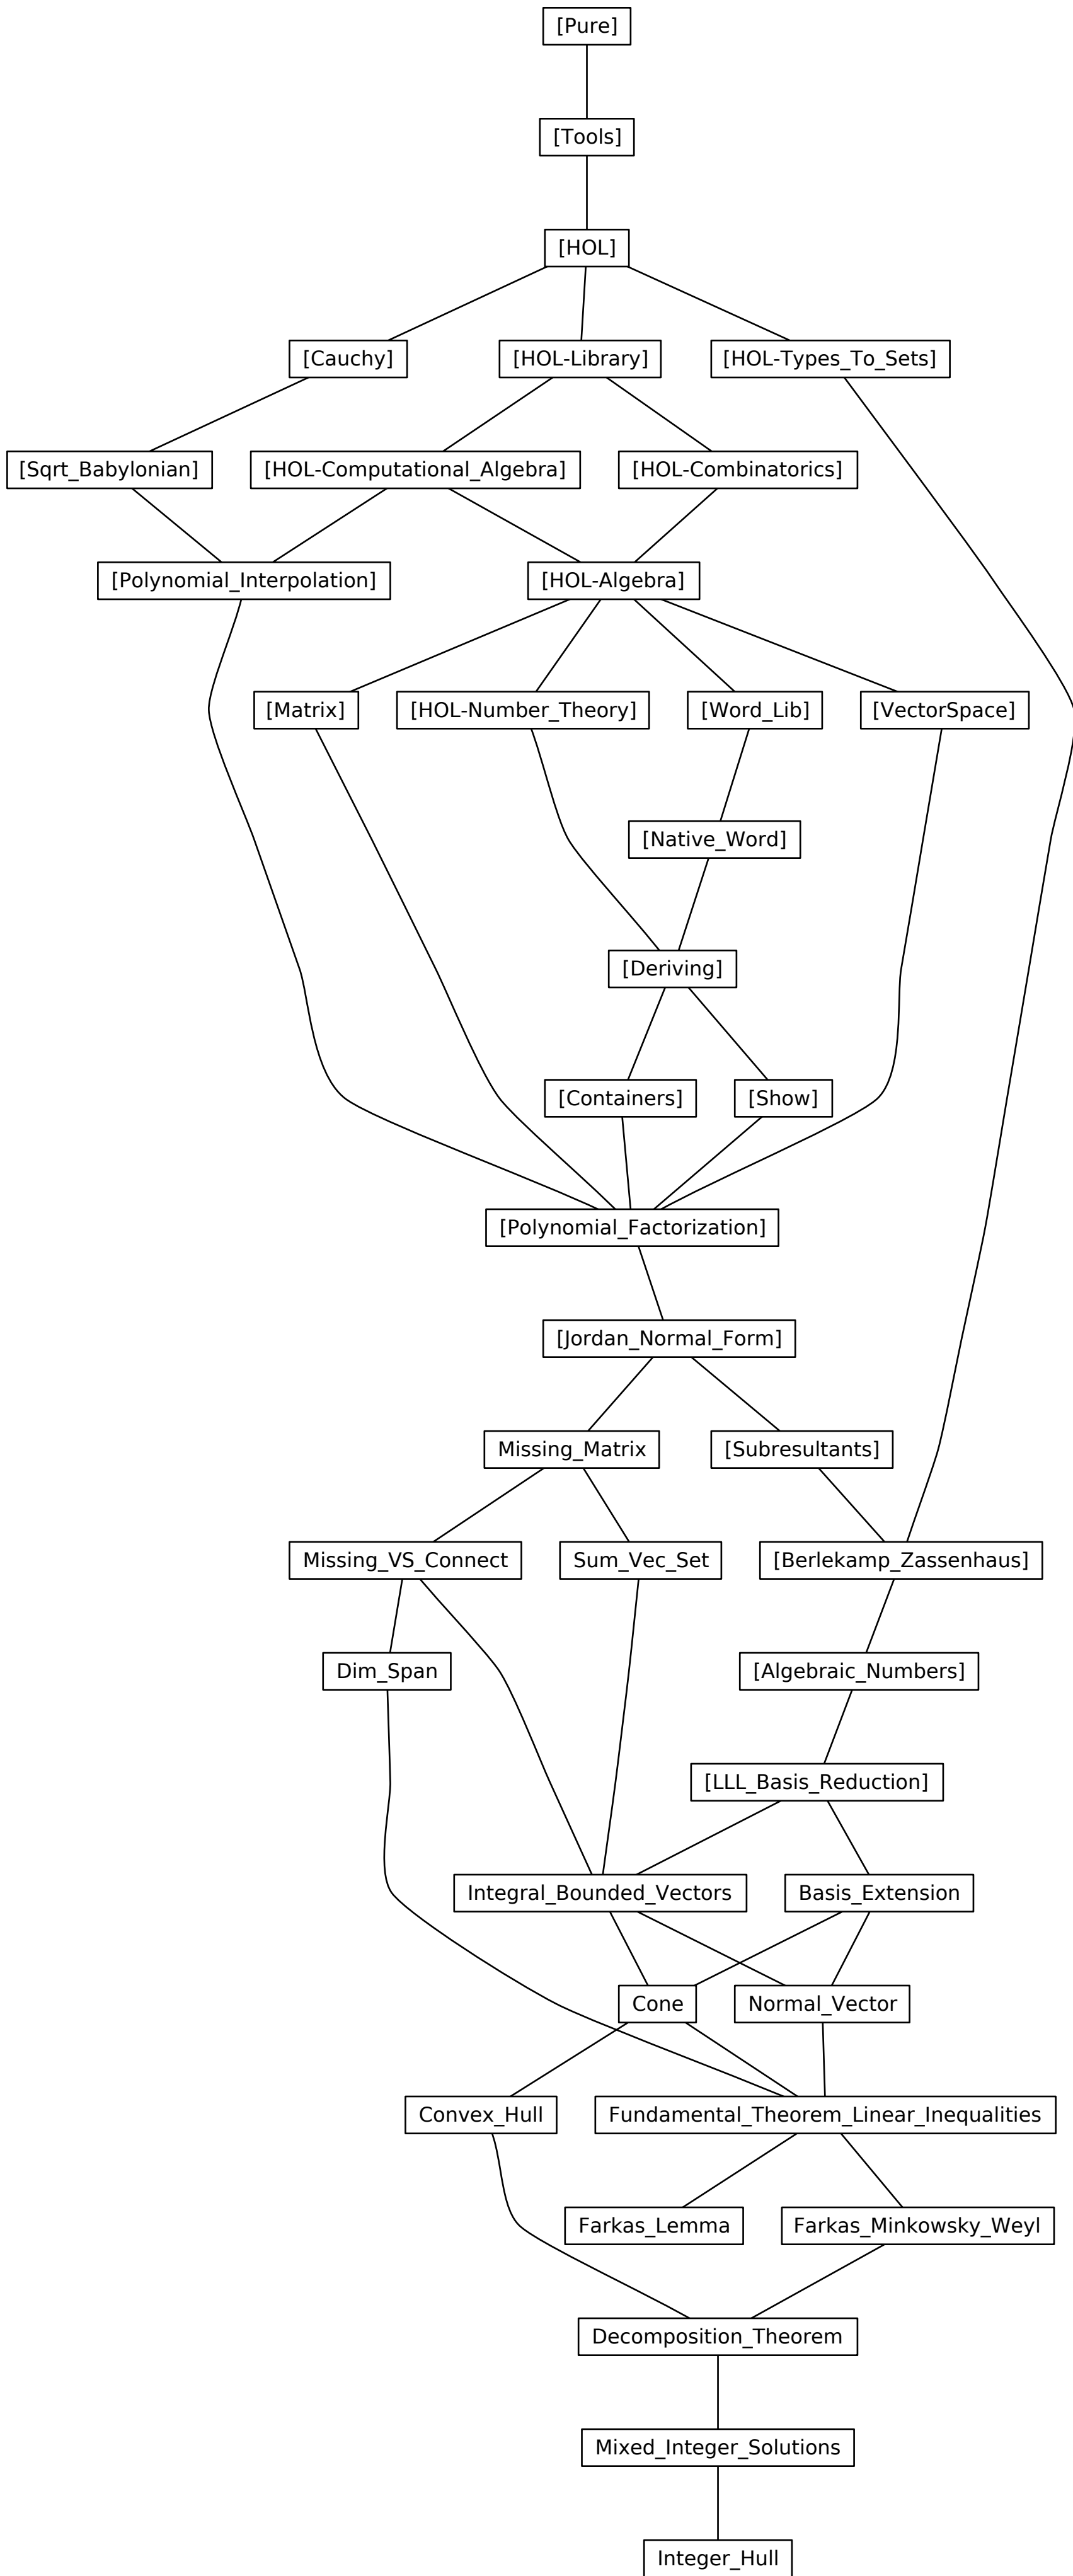 [Pure]
[Tools]
[HOL]
[Cauchy]
[HOL-Library]
[HOL-Types_To_Sets]
[Sqrt_Babylonian]
[HOL-Computational_Algebra]
[HOL-Combinatorics]
[Polynomial_Interpolation]
[HOL-Algebra]
[Matrix]
[HOL-Number_Theory]
[Word_Lib]
[VectorSpace]
[Native_Word]
[Deriving]
[Containers]
[Show]
[Polynomial_Factorization]
[Jordan_Normal_Form]
Missing_Matrix
[Subresultants]
Missing_VS_Connect
Sum_Vec_Set
[Berlekamp_Zassenhaus]
Dim_Span
[Algebraic_Numbers]
[LLL_Basis_Reduction]
Integral_Bounded_Vectors
Basis_Extension
Cone
Normal_Vector
Convex_Hull
Fundamental_Theorem_Linear_Inequalities
Farkas_Lemma
Farkas_Minkowsky_Weyl
Decomposition_Theorem
Mixed_Integer_Solutions
Integer_Hull